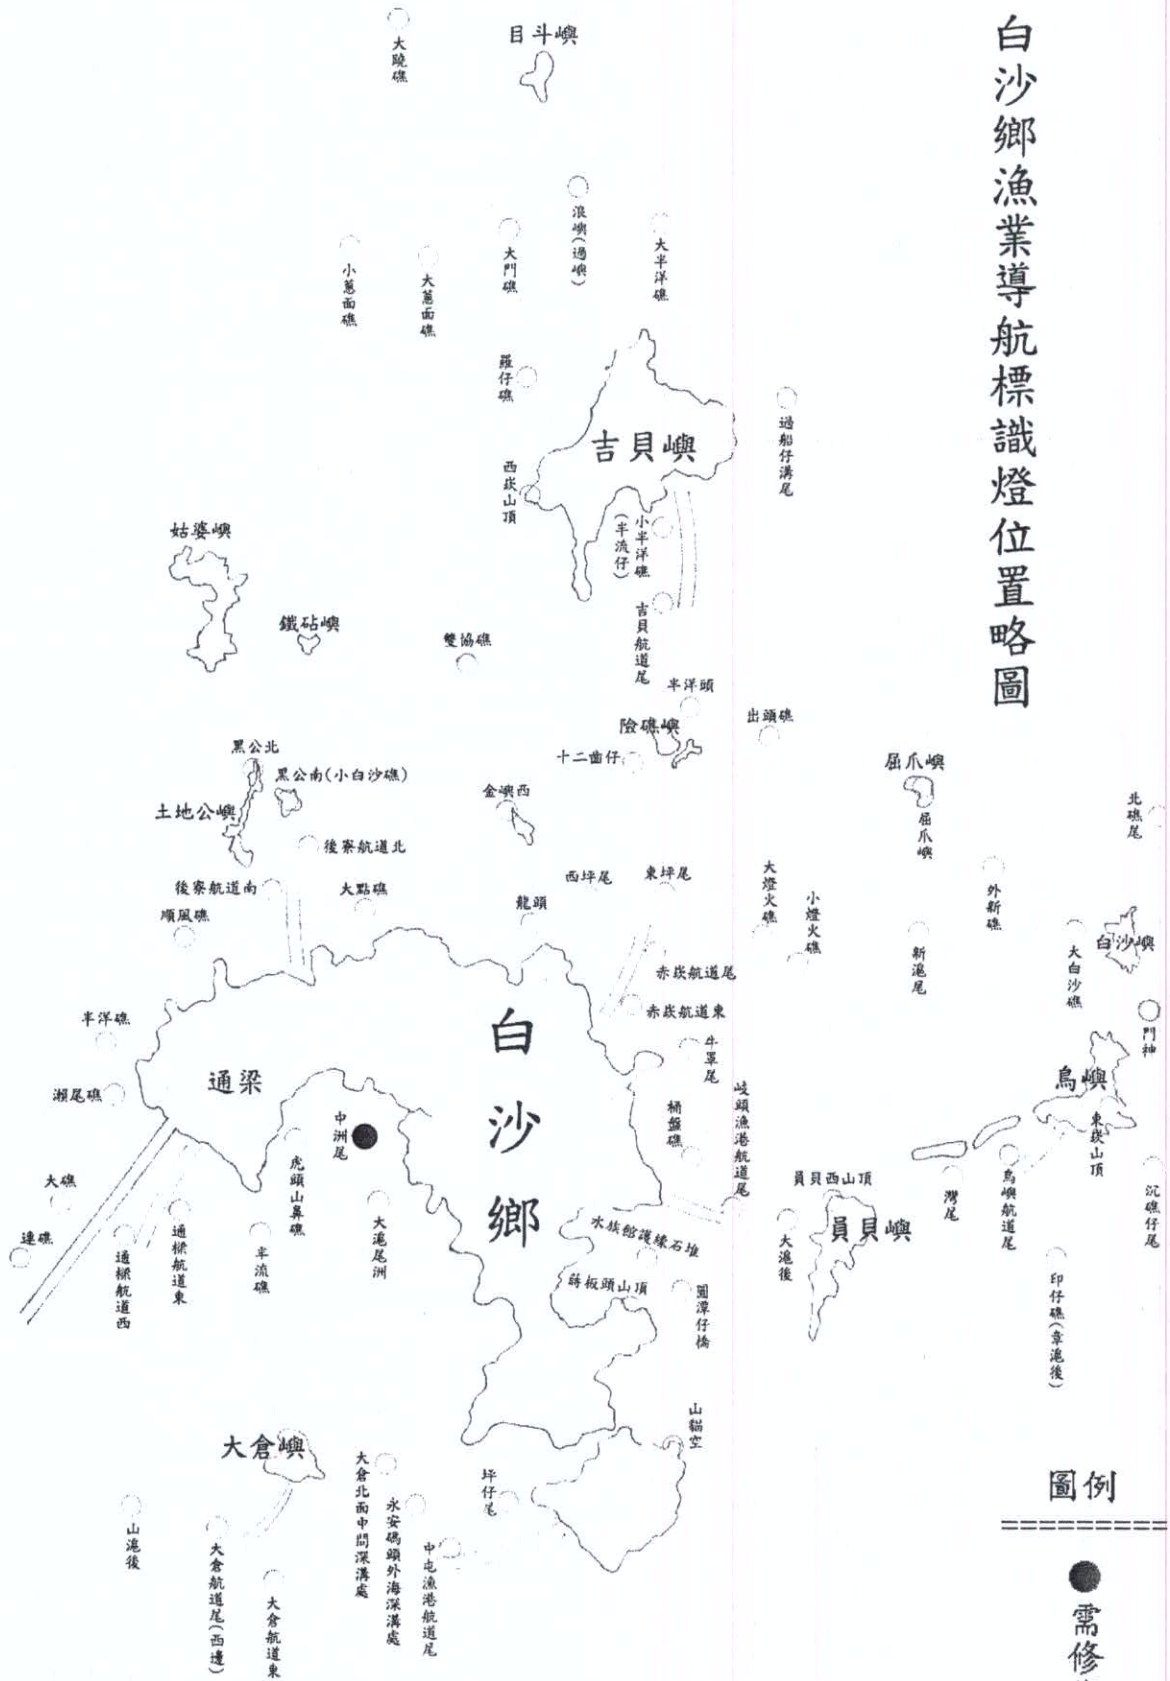 白沙鄉漁業導航標識燈位置略圖
大磽礁
目斗嶼
浪嶼(過嶼)
大門礁
大半洋礁
小蔥面礁
大蔥面礁
羅仔礁
吉貝嶼
過船仔溝尾
西崁山頂
小半洋礁
(半流仔)
姑婆嶼
鐵砧嶼
雙協礁
吉貝航道尾
半洋頭
險礁嶼
出頭礁
十二齒仔
黑公北
黑公南(小白沙礁)
土地公嶼
金嶼西
屈爪嶼
屈爪嶼
北礁尾
後寮航道北
後寮航道南
大點礁
順風礁
西坪尾
東坪尾
龍頭
大燈火礁
小燈火礁
外新礁
新滬尾
大白沙礁
白沙嶼
赤崁航道尾
赤崁航道東
門神
半洋礁
瀨尾礁
通梁
白沙鄉
牛罩尾
鳥嶼
東崁山頂
中洲尾
虎頭山鼻礁
桶盤礁
岐頭漁港航道尾
大礁
連礁
通樑航道西
通樑航道東
半流礁
大滬尾洲
水族館護緣石堆
蒔板頭山頂
圓潭仔橋
員貝西山頂
員貝嶼
大滬後
灣尾
鳥嶼航道尾
沉礁仔尾
印仔礁(章滬後)
山貓空
大倉嶼
山滬後
大倉航道尾(西邊)
大倉航道東
大倉北面中間深溝處
永安碼頭外海深溝處
中屯漁港航道尾
坪仔尾
圖例
需修